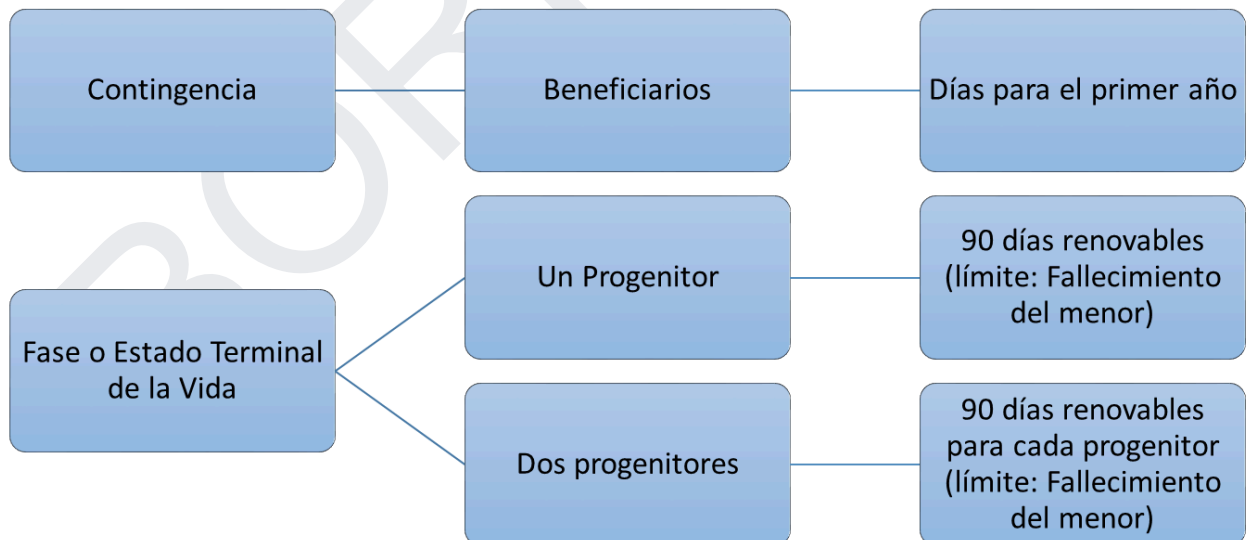 Contingencia
Beneficiarios
Días para el primer año
Fase o Estado Terminal
de la Vida
Un Progenitor
90 días renovables
(límite: Fallecimiento
del menor)
Dos progenitores
90 días renovables
para cada progenitor
(límite: Fallecimiento
del menor)